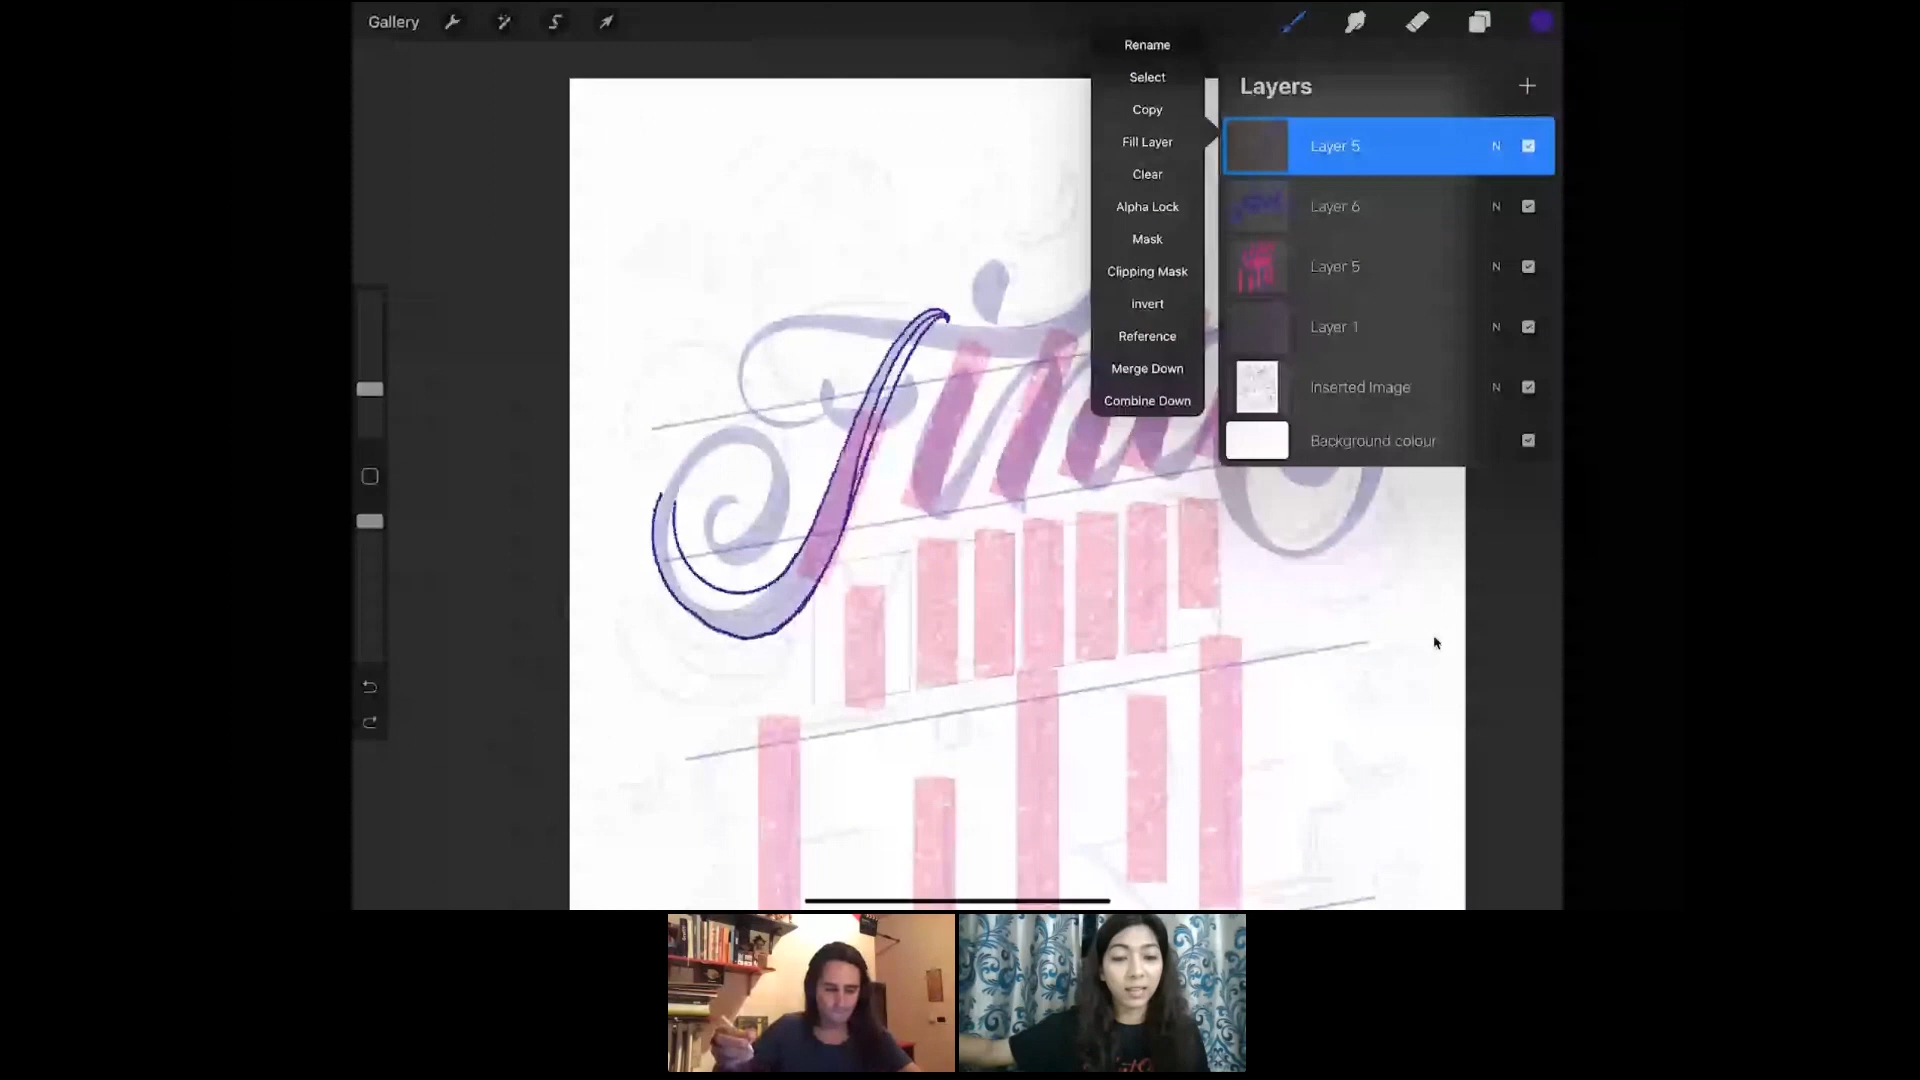 Gallery
Rename
Select
Copy
Fill Layer
Clear
Alpha Lock
Mask
Clipping Mask
Invert
Reference
Merge Down
Combine Down
Layers
Layer 5 N
Layer 6 N
Layer 5 N
Layer 1 N
Inserted Image N
Background colour